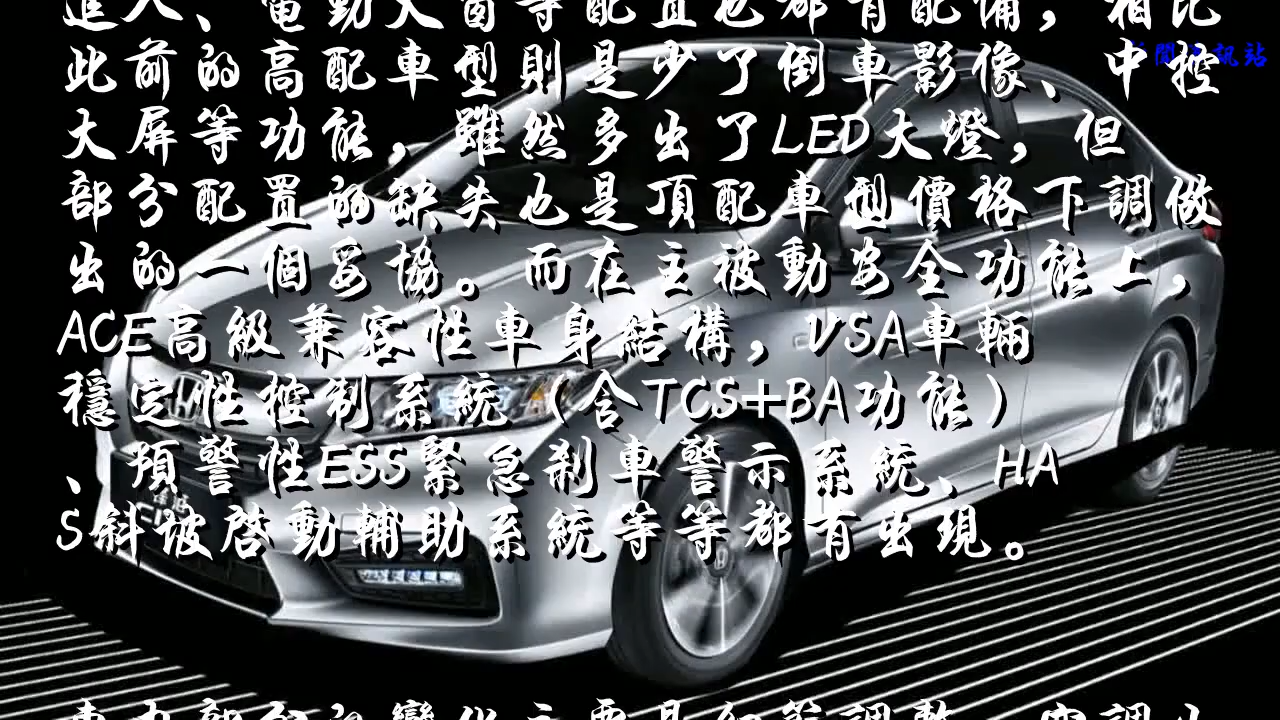 進入、電動天窗等配置也都有配備，相比
此前的高配車型則是少了倒車影像、中控
訊站
大屏等功能，雖然多出了LED大燈，但
部分配置的缺失也是頂配車型價格下調做
出的一個妥協。而在主被動安全功能上，
ACE高級兼容性車身結構，VSA車輛
穩定性控制系統（含TCS+BA功能）
、預警性ESS緊急剎車警示系統、HA
S斜坡啓動輔助系統等等都有出現。